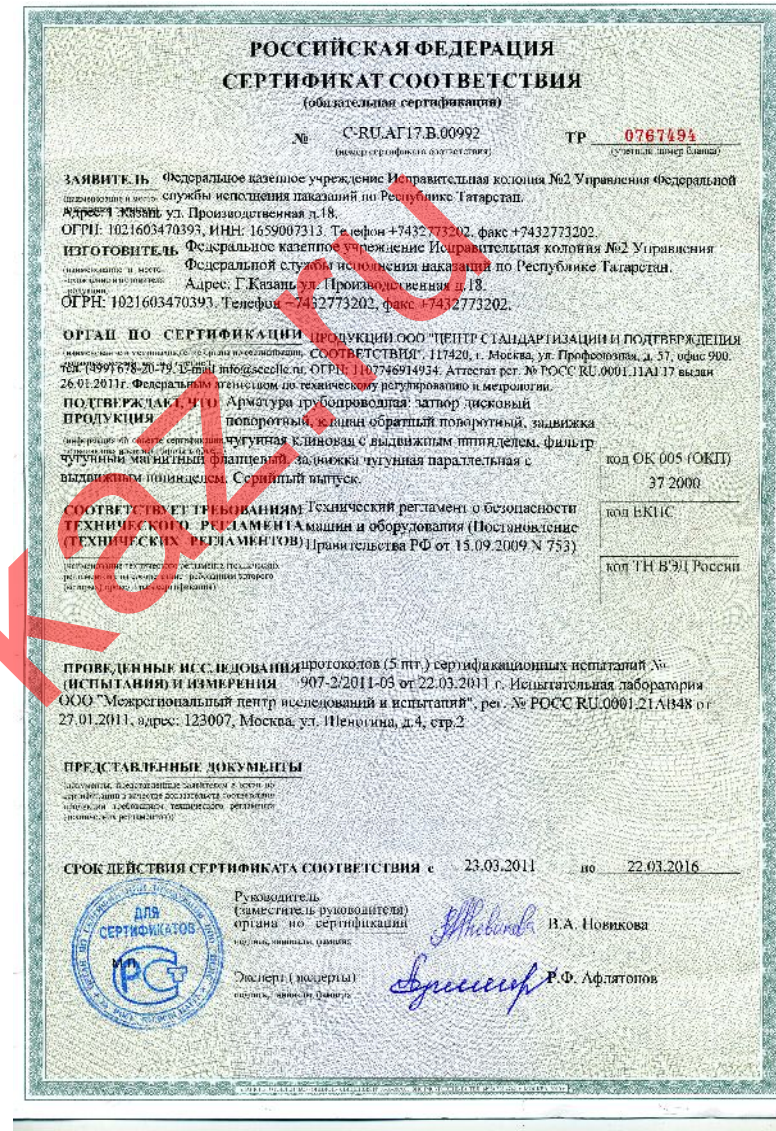 РОССИЙСКАЯ ФЕДЕРАЦИЯ
СЕРТИФИКАТ СООТВЕТСТВИЯ
(обязательная сертификация)
№ C-RU.АГ17.В.00992 ТР 0767494
(номер сертификата соответствия) (учетный номер бланка)
ЗАЯВИТЕЛЬ Федеральное казенное учреждение Исправительная колония №2 Управления Федеральной
службы исполнения наказаний по Республике Татарстан.
Адрес: Г.Казань ул. Производственная д.18.
ОГРН: 1021603470393, ИНН: 1659007313. Телефон +7432773202, факс +7432773202.
ИЗГОТОВИТЕЛЬ Федеральное казенное учреждение Исправительная колония №2 Управления
Федеральной службы исполнения наказаний по Республике Татарстан.
Адрес: Г.Казань ул. Производственная д.18.
ОГРН: 1021603470393. Телефон +7432773202, факс +7432773202.
ОРГАН ПО СЕРТИФИКАЦИИ ПРОДУКЦИИ ООО "ЦЕНТР СТАНДАРТИЗАЦИИ И ПОДТВЕРЖДЕНИЯ
СООТВЕТСТВИЯ", 117420, г. Москва, ул. Профсоюзная, д. 57, офис 900.
тел. (499) 678-20-79, E-mail ОГРН: 1107746914934. Аттестат рег. № РОСС RU.0001.11АГ17 выдан
26.01.2011г. Федеральным агентством по техническому регулированию и метрологии.
ПОДТВЕРЖДАЕТ, ЧТО Арматура трубопроводная: затвор дисковый
ПРОДУКЦИЯ поворотный, клапан обратный поворотный, задвижка
чугунная клиновая с выдвижным шпинделем, фильтр
чугунный магнитный фланцевый, задвижка чугунная параллельная с
выдвижным шпинделем. Серийный выпуск.
код ОК 005 (ОКП)
37 2000
СООТВЕТСТВУЕТ ТРЕБОВАНИЯМ Технический регламент о безопасности
ТЕХНИЧЕСКОГО РЕГЛАМЕНТА машин и оборудования (Постановление
(ТЕХНИЧЕСКИХ РЕГЛАМЕНТОВ) Правительства РФ от 15.09.2009 N 753)
код ЕКПС
код ТН ВЭД России
ПРОВЕДЕННЫЕ ИССЛЕДОВАНИЯ протоколов (5 шт.) сертификационных испытаний №
(ИСПЫТАНИЯ) И ИЗМЕРЕНИЯ 907-2/2011-03 от 22.03.2011 г. Испытательная лаборатория
ООО "Межрегиональный центр исследований и испытаний", рег. № РОСС RU.0001.21АВ48 от
27.01.2011, адрес: 123007, Москва, ул. Шеногина, д.4, стр.2
ПРЕДСТАВЛЕННЫЕ ДОКУМЕНТЫ
СРОК ДЕЙСТВИЯ СЕРТИФИКАТА СООТВЕТСТВИЯ с 23.03.2011 по 22.03.2016
Руководитель
(заместитель руководителя)
органа по сертификации
В.А. Новикова
Эксперт (эксперты)
Р.Ф. Афлятонов
ДЛЯ
СЕРТИФИКАТОВ
М.П.
kaz.ru